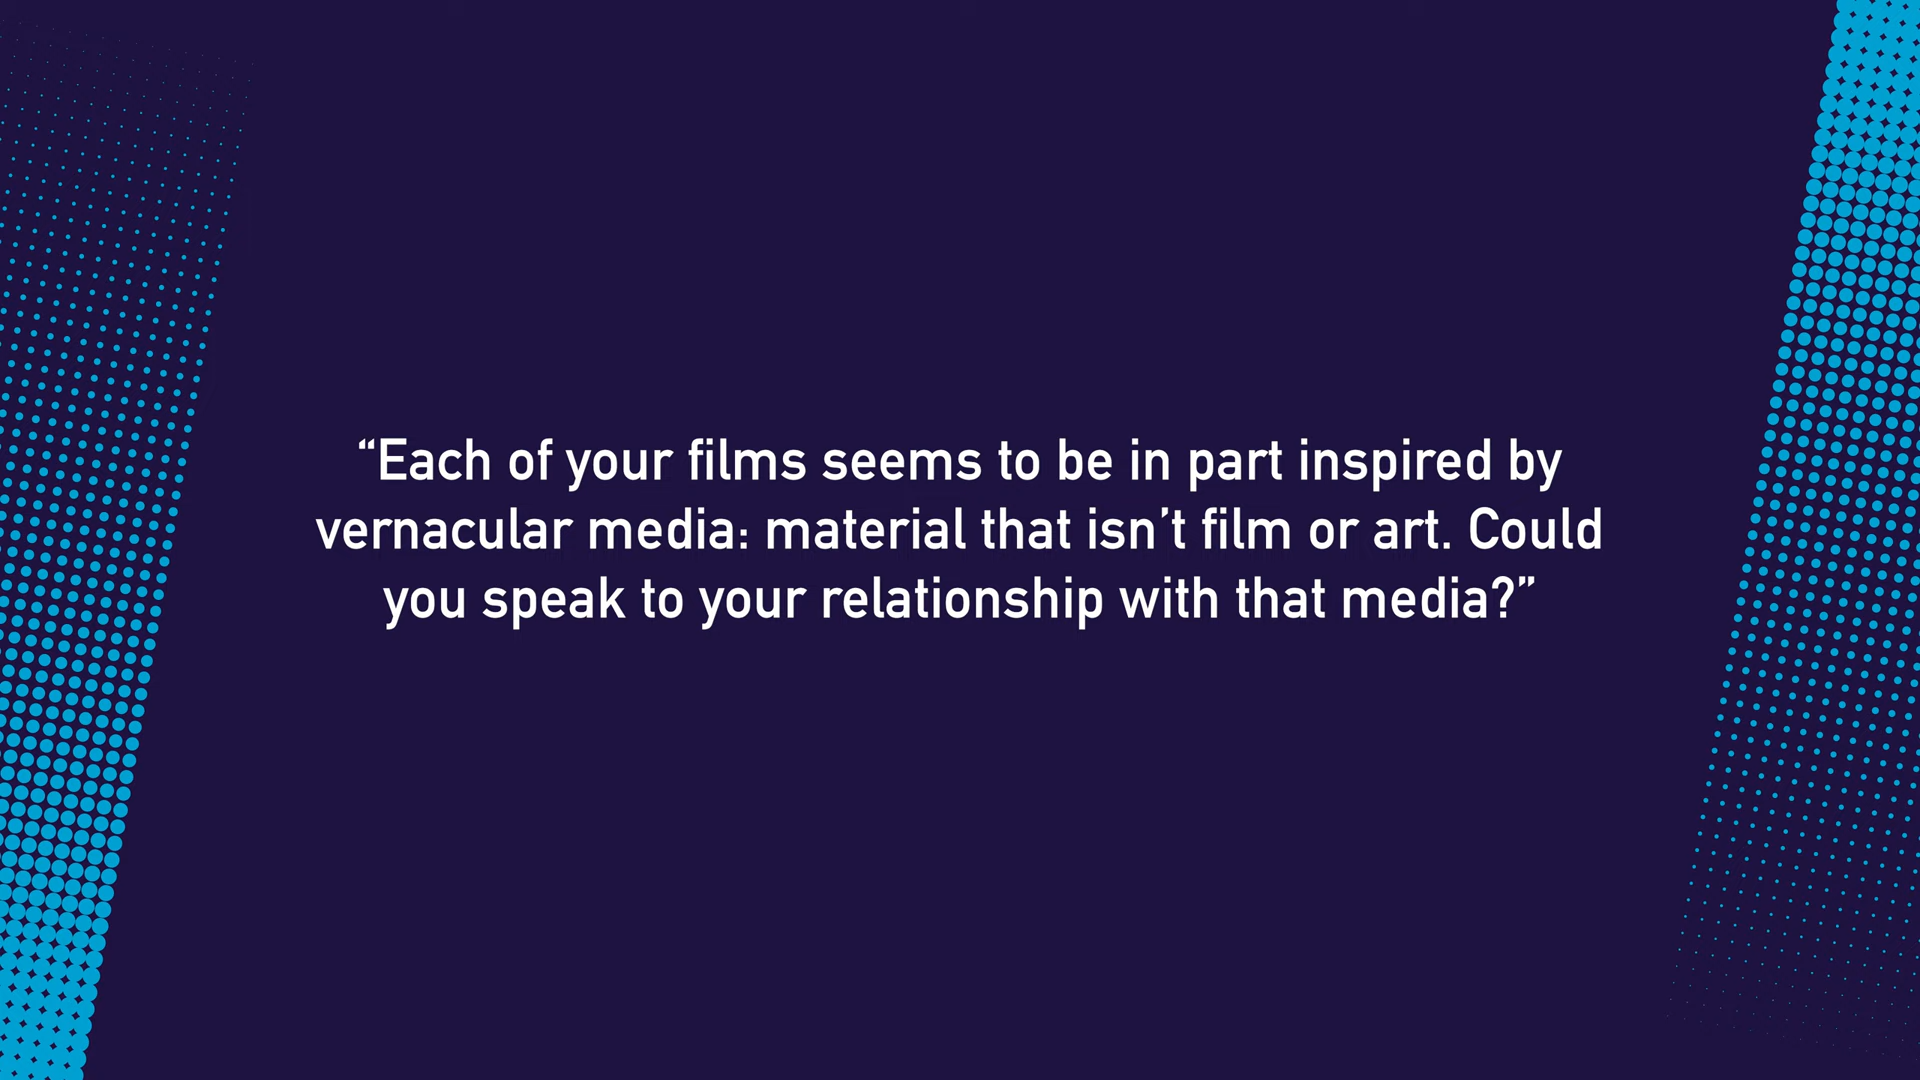 “Each of your films seems to be in part inspired by
vernacular media: material that isn’t film or art. Could
you speak to your relationship with that media?”